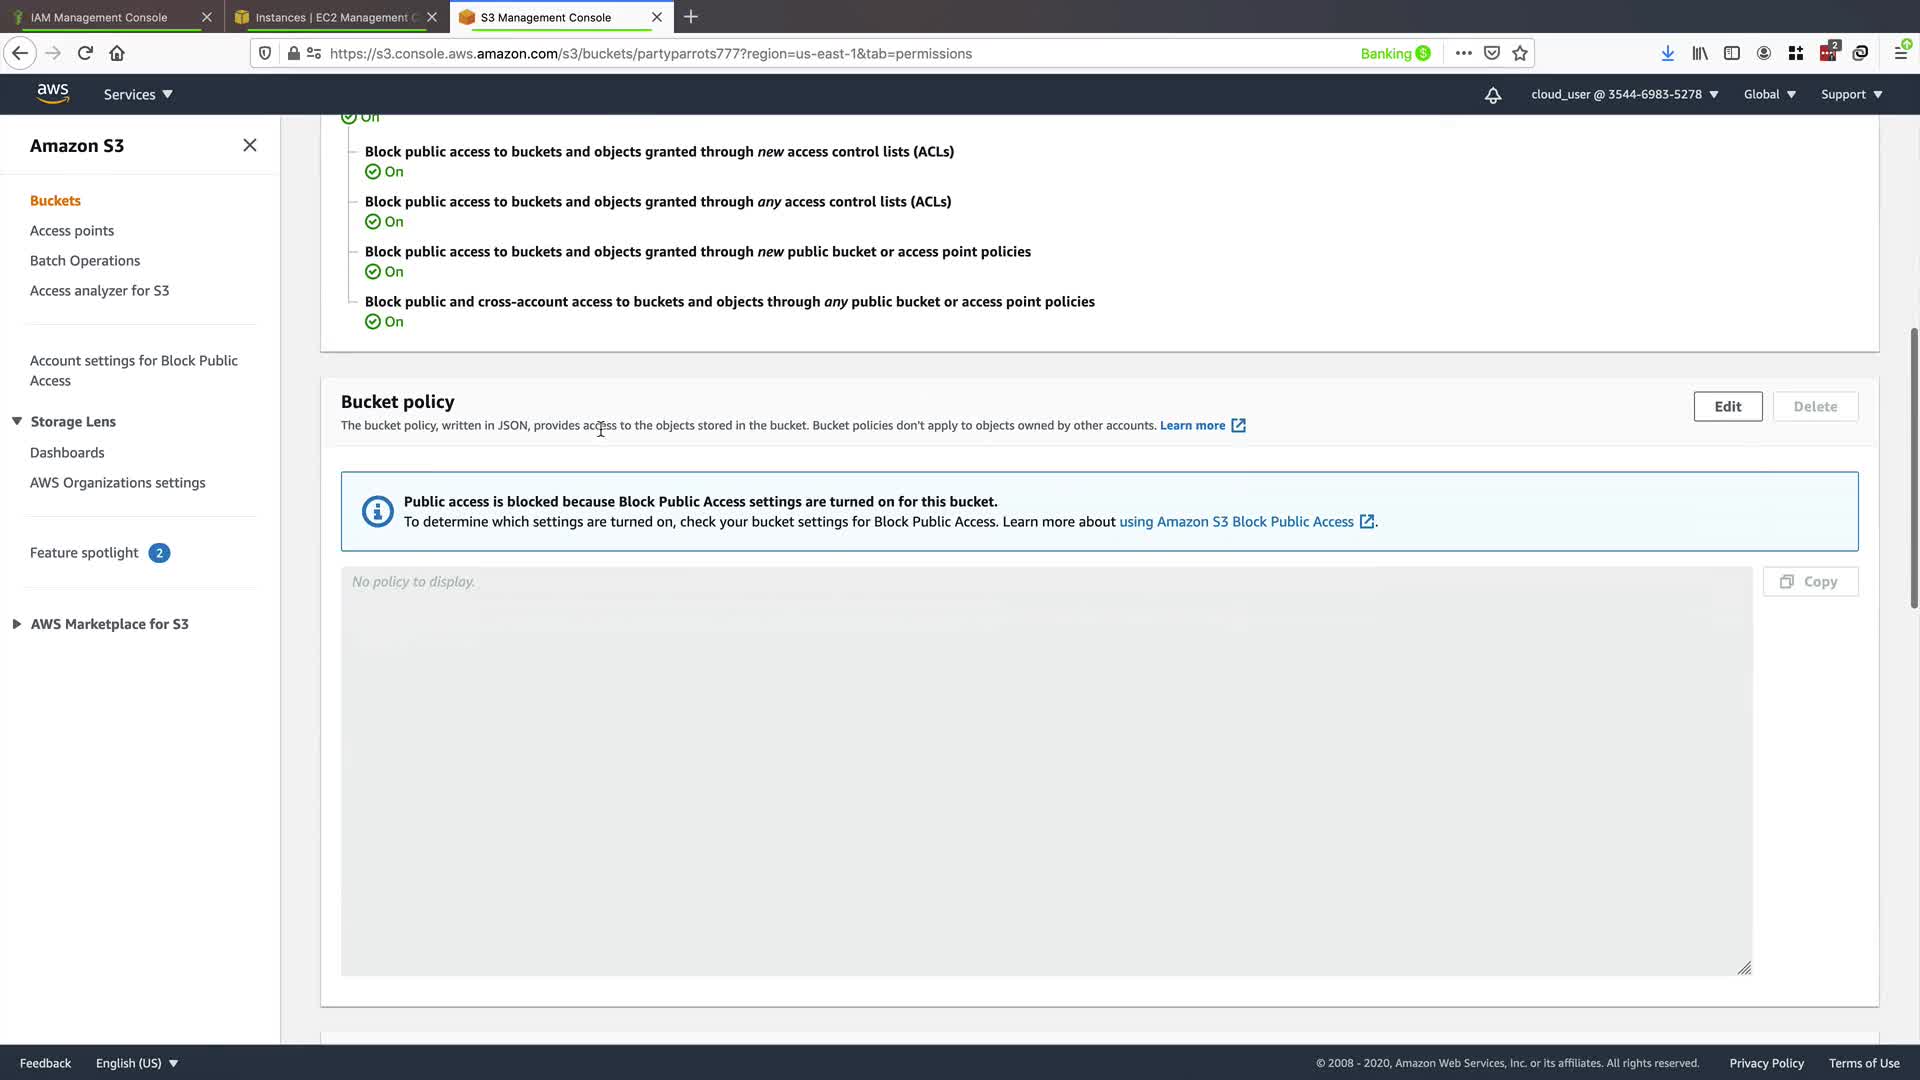 IAM Management Console
Instances | EC2 Management C
S3 Management Console
https://s3.console.aws.amazon.com/s3/buckets/partyparrots777?region=us-east-1&tab=permissions
Banking
2
aws
Services
cloud_user @ 3544-6983-5278
Global
Support
Amazon S3
Buckets
Access points
Batch Operations
Access analyzer for S3
Account settings for Block Public
Access
Storage Lens
Dashboards
AWS Organizations settings
Feature spotlight 2
AWS Marketplace for S3
On
Block public access to buckets and objects granted through new access control lists (ACLs)
On
Block public access to buckets and objects granted through any access control lists (ACLs)
On
Block public access to buckets and objects granted through new public bucket or access point policies
On
Block public and cross-account access to buckets and objects through any public bucket or access point policies
On
Bucket policy
The bucket policy, written in JSON, provides access to the objects stored in the bucket. Bucket policies don't apply to objects owned by other accounts. Learn more
Edit
Delete
Public access is blocked because Block Public Access settings are turned on for this bucket.
To determine which settings are turned on, check your bucket settings for Block Public Access. Learn more about using Amazon S3 Block Public Access.
No policy to display.
Copy
Feedback
English (US)
© 2008 - 2020, Amazon Web Services, Inc. or its affiliates. All rights reserved.
Privacy Policy
Terms of Use